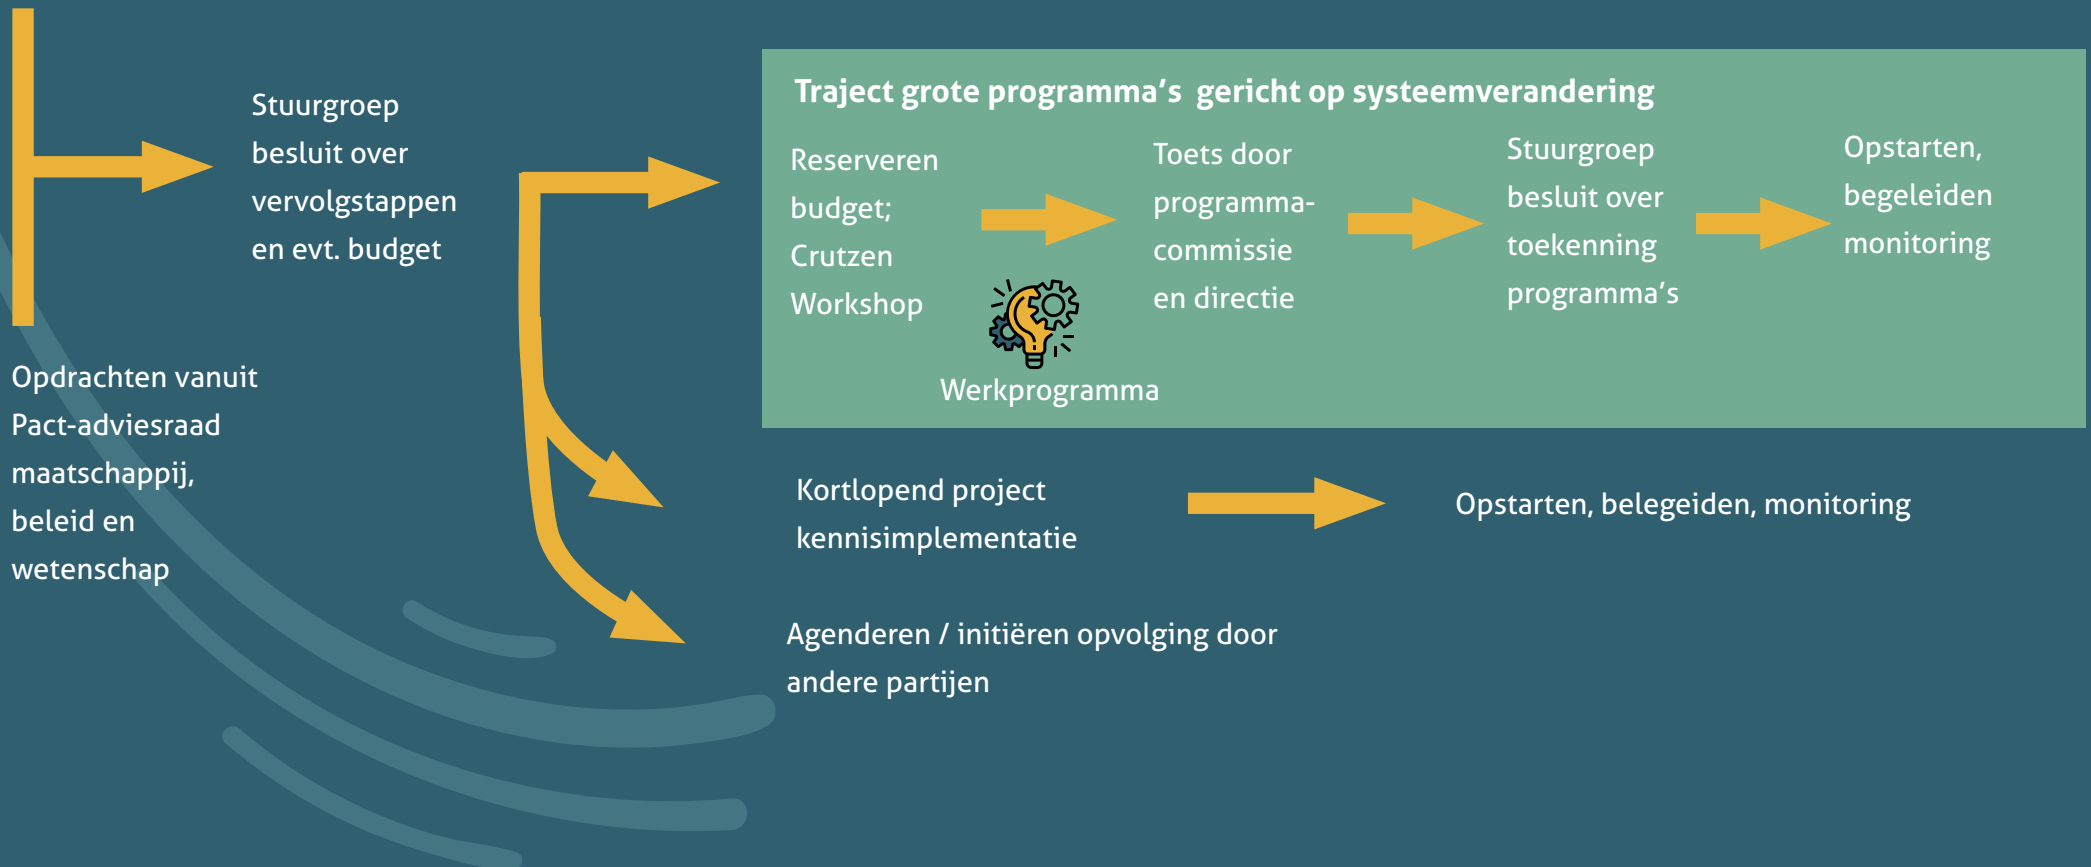 Stuurgroep
besluit over
vervolgstappen
en evt. budget
Opdrachten vanuit
Pact-adviesraad
maatschappij,
beleid en
wetenschap
Traject grote programma's gericht op systeemverandering
Reserveren
budget;
Crutzen
Workshop
Werkprogramma
Toets door
programma-
commissie
en directie
Stuurgroep
besluit over
toekenning
programma's
Opstarten,
begeleiden
monitoring
Kortlopend project
kennisimplementatie
Opstarten, belegeiden, monitoring
Agenderen / initiëren opvolging door
andere partijen